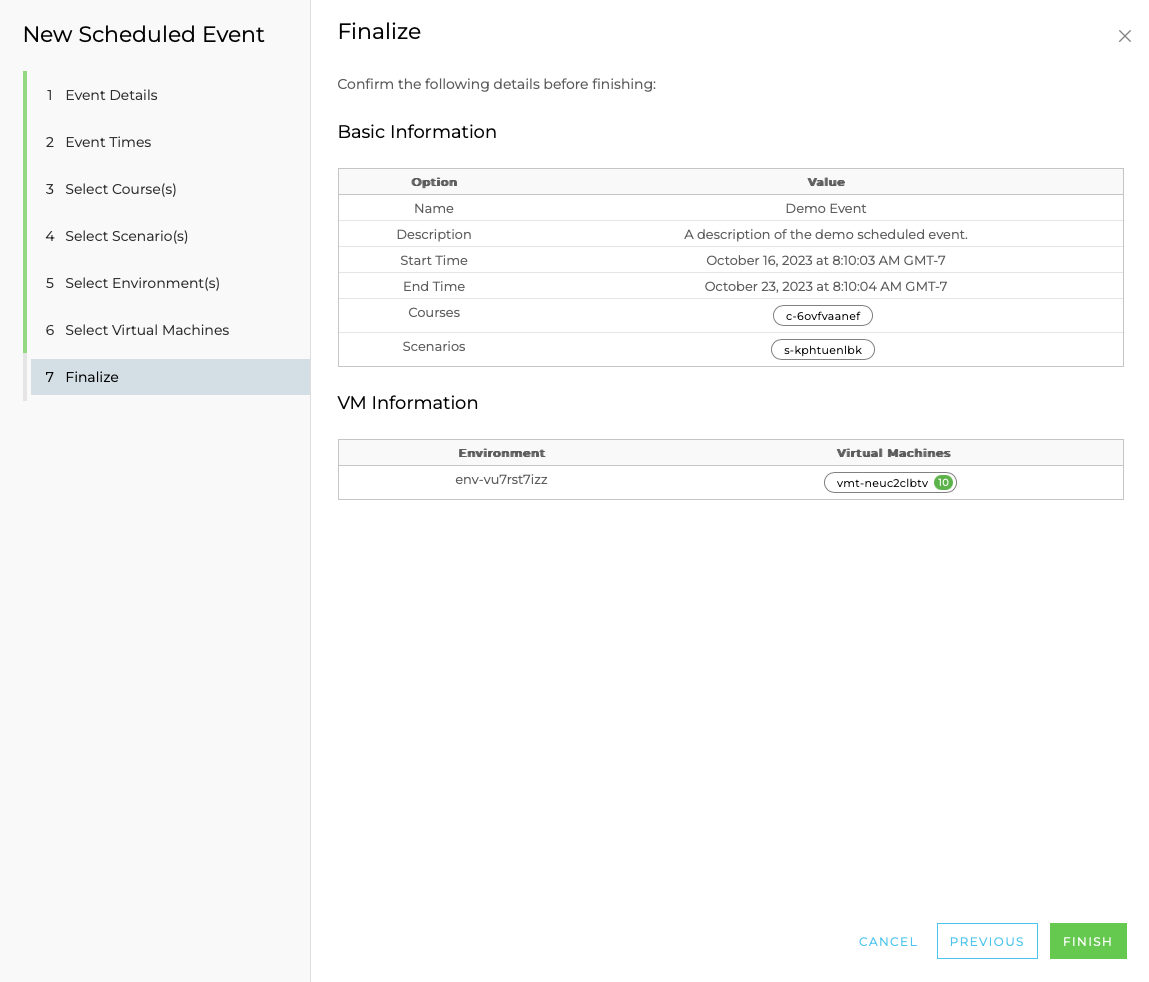 New Scheduled Event
1 Event Details
2 Event Times
3 Select Course(s)
4 Select Scenario(s)
5 Select Environment(s)
6 Select Virtual Machines
7 Finalize
Finalize
Confirm the following details before finishing:
Basic Information
Option Value
Name Demo Event
Description A description of the demo scheduled event.
Start Time October 16, 2023 at 8:10:03 AM GMT-7
End Time October 23, 2023 at 8:10:04 AM GMT-7
Courses c-6ovfvaanef
Scenarios s-kphtuenlbk
VM Information
Environment Virtual Machines
env-vu7rst7izz vmt-neuc2clbtv 10
CANCEL PREVIOUS FINISH